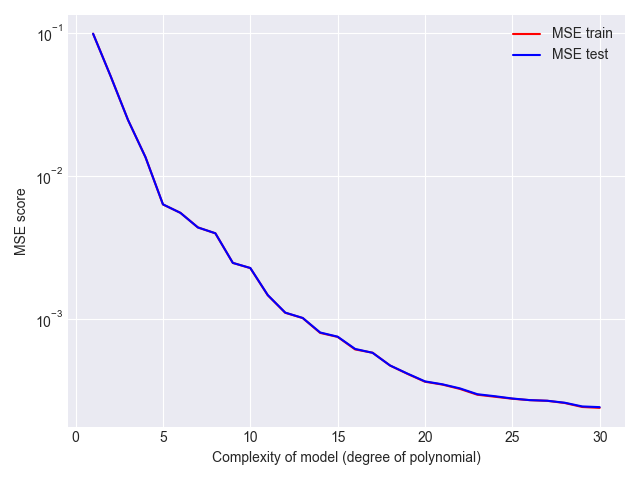 MSE train
MSE test
10⁻¹
10⁻²
10⁻³
MSE score
0 5 10 15 20 25 30
Complexity of model (degree of polynomial)